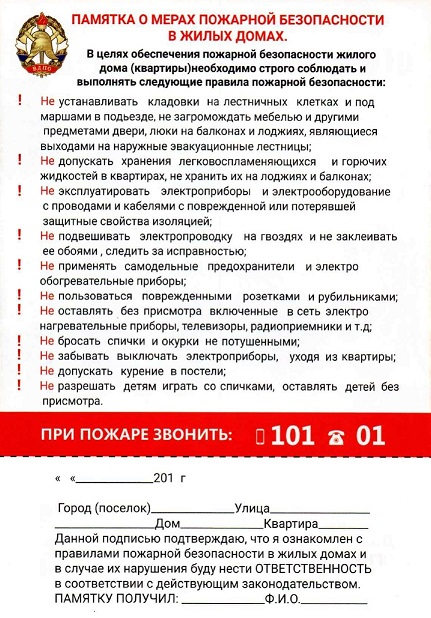 ПАМЯТКА О МЕРАХ ПОЖАРНОЙ БЕЗОПАСНОСТИ
В ЖИЛЫХ ДОМАХ.
ВДПО
В целях обеспечения пожарной безопасности жилого
дома (квартиры)необходимо строго соблюдать и
выполнять следующие правила пожарной безопасности:
! Не устанавливать кладовки на лестничных клетках и под
маршами в подьезде, не загромождать мебелью и другими
предметами двери, люки на балконах и лоджиях, являющиеся
выходами на наружные эвакуационные лестницы;
! Не допускать хранения легковоспламеняющихся и горючих
жидкостей в квартирах, не хранить их на лоджиях и балконах;
! Не эксплуатировать электроприборы и электрооборудование
с проводами и кабелями с поврежденной или потерявшей
защитные свойства изоляцией;
! Не подвешивать электропроводку на гвоздях и не заклеивать
ее обоями , следить за исправностью;
! Не применять самодельные предохранители и электро
обогревательные приборы;
! Не пользоваться поврежденными розетками и рубильниками;
! Не оставлять без присмотра включенные в сеть электро
нагревательные приборы, телевизоры, радиоприемники и т.д;
! Не бросать спички и окурки не потушенными;
! Не забывать выключать электроприборы, уходя из квартиры;
! Не допускать курение в постели;
! Не разрешать детям играть со спичками, оставлять детей без
присмотра.
ПРИ ПОЖАРЕ ЗВОНИТЬ: 101 ☎ 01
« «______________201 г
Город (поселок)______________Улица______________
__________________Дом______________Квартира__________
Данной подписью подтверждаю, что я ознакомлен с
правилами пожарной безопасности в жилых домах и
в случае их нарушения буду нести ОТВЕТСТВЕННОСТЬ
в соответствии с действующим законодательством.
ПАМЯТКУ ПОЛУЧИЛ: ______________Ф.И.О.______________